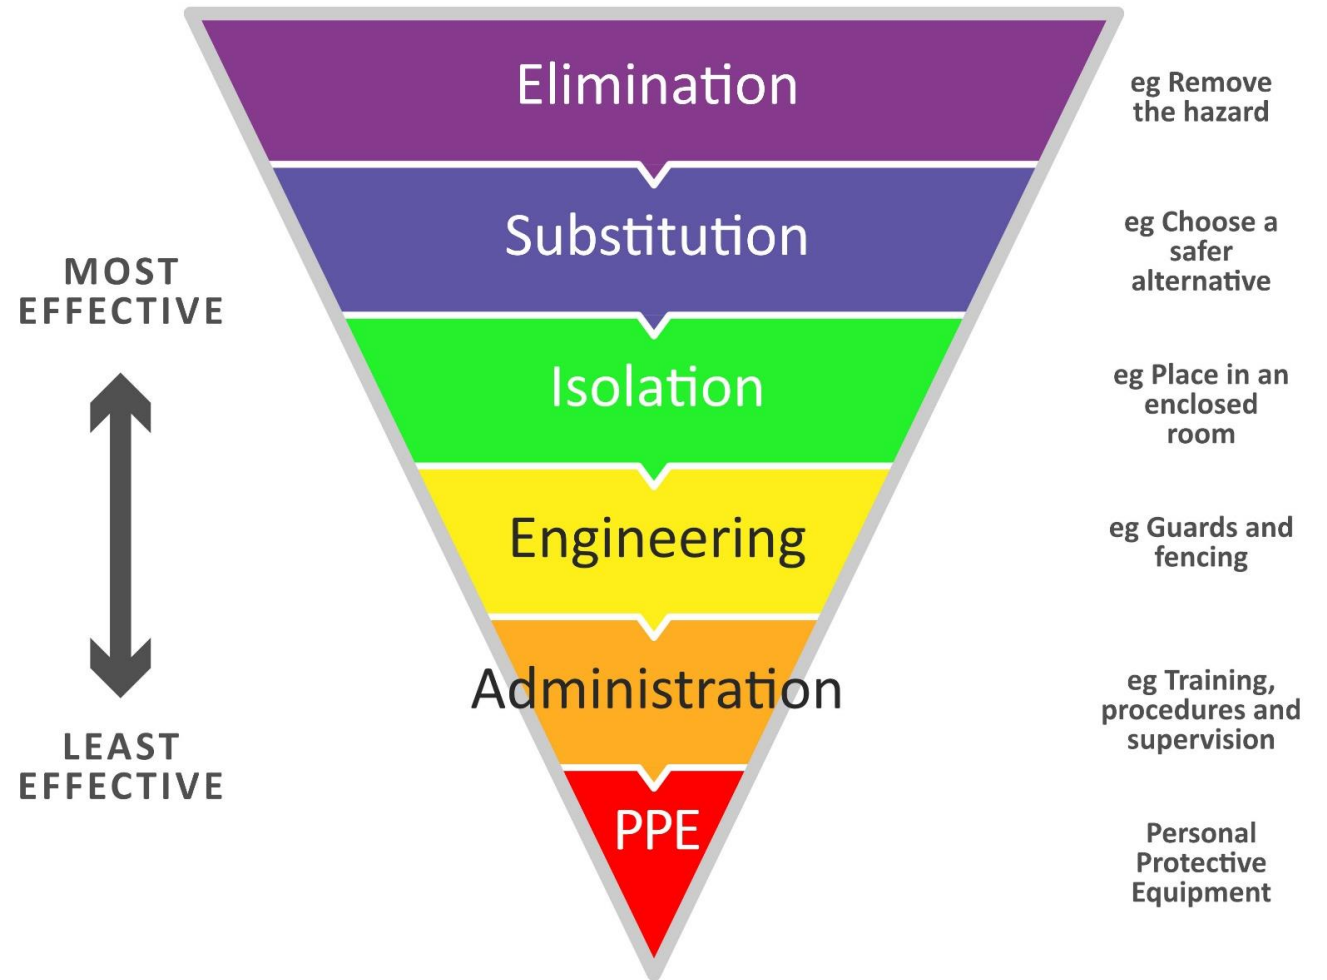 Elimination
eg Remove
the hazard
Substitution
eg Choose a
safer
alternative
MOST
EFFECTIVE
Isolation
eg Place in an
enclosed
room
Engineering
eg Guards and
fencing
Administration
eg Training,
procedures and
supervision
LEAST
EFFECTIVE
PPE
Personal
Protective
Equipment